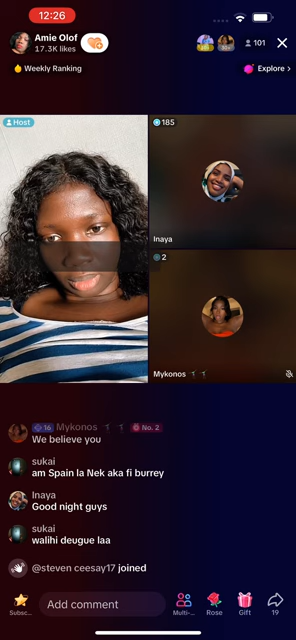 12:26
Amie Olof
17.3K likes
101
Weekly Ranking
Explore >
Host
185
Inaya
2
Mykonos
16 Mykonos No. 2
We believe you
sukai
am Spain la Nek aka fi burrey
Inaya
Good night guys
sukai
walihi deugue laa
@steven ceesay17 joined
Add comment
Subsc...
Multi-...
Rose
Gift
19